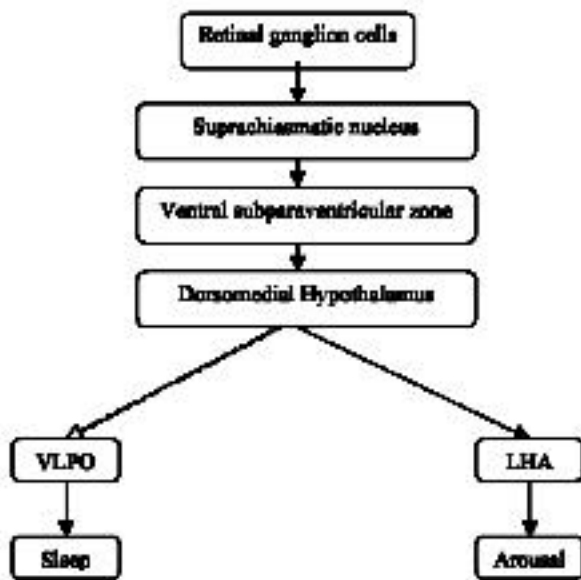 Retinal ganglion cells
Suprachiasmatic nucleus
Ventral subparaventricular zone
Dorsomedial Hypothalamus
VLPO
LHA
Sleep
Arousal